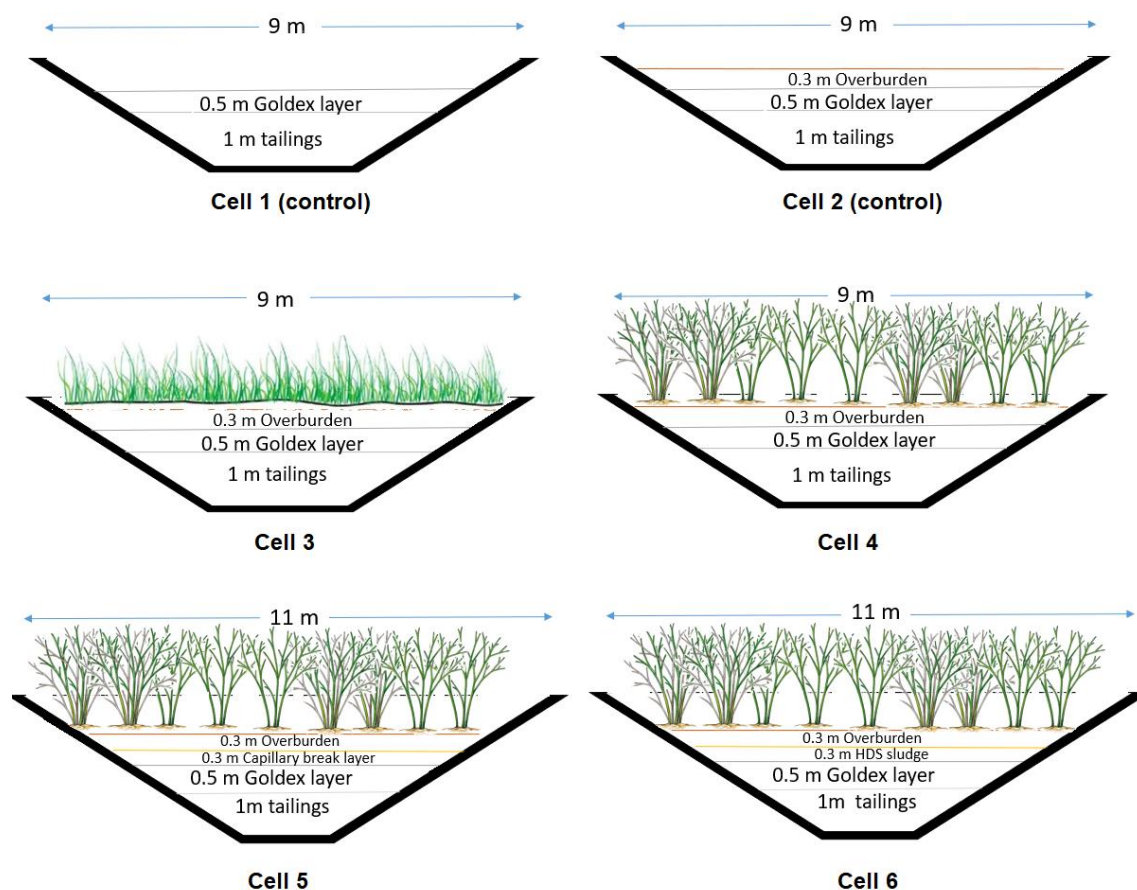 9 m
0.5 m Goldex layer
1 m tailings
Cell 1 (control)
9 m
0.3 m Overburden
0.5 m Goldex layer
1 m tailings
Cell 2 (control)
9 m
0.3 m Overburden
0.5 m Goldex layer
1 m tailings
Cell 3
9 m
0.3 m Overburden
0.5 m Goldex layer
1 m tailings
Cell 4
11 m
0.3 m Overburden
0.3 m Capillary break layer
0.5 m Goldex layer
1m tailings
Cell 5
11 m
0.3 m Overburden
0.3 m HDS sludge
0.5 m Goldex layer
1m tailings
Cell 6